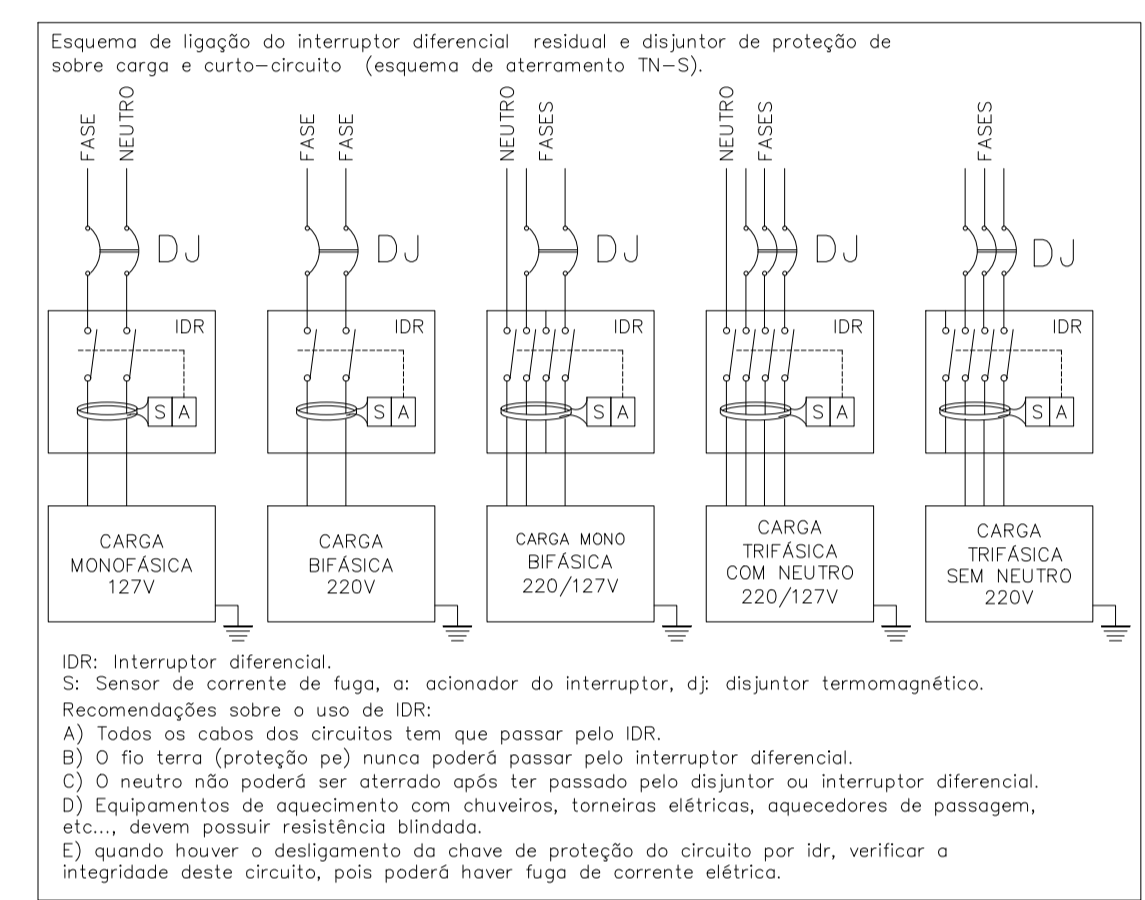 Esquema de ligação do interruptor diferencial residual e disjuntor de proteção de
sobre carga e curto-circuito (esquema de aterramento TN-S).
FASE
NEUTRO
FASE
FASE
NEUTRO
FASES
NEUTRO
FASES
FASES
DJ
DJ
DJ
DJ
DJ
IDR
IDR
IDR
IDR
IDR
S A
S A
S A
S A
S A
CARGA
MONOFÁSICA
127V
CARGA
BIFÁSICA
220V
CARGA MONO
BIFÁSICA
220/127V
CARGA
TRIFÁSICA
COM NEUTRO
220/127V
CARGA
TRIFÁSICA
SEM NEUTRO
220V
IDR: Interruptor diferencial.
S: Sensor de corrente de fuga, a: acionador do interruptor, dj: disjuntor termomagnético.
Recomendações sobre o uso de IDR:
A) Todos os cabos dos circuitos tem que passar pelo IDR.
B) O fio terra (proteção pe) nunca poderá passar pelo interruptor diferencial.
C) O neutro não poderá ser aterrado após ter passado pelo disjuntor ou interruptor diferencial.
D) Equipamentos de aquecimento com chuveiros, torneiras elétricas, aquecedores de passagem,
etc..., devem possuir resistência blindada.
E) quando houver o desligamento da chave de proteção do circuito por idr, verificar a
integridade deste circuito, pois poderá haver fuga de corrente elétrica.